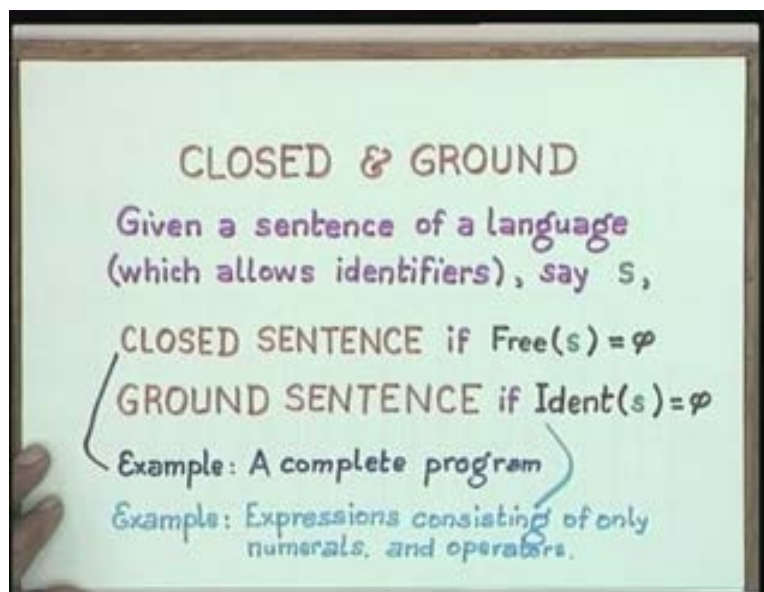 CLOSED & GROUND
Given a sentence of a language
(which allows identifiers), say s,
CLOSED SENTENCE if Free(s) = φ
GROUND SENTENCE if Ident(s) = φ
Example: A complete program
Example: Expressions consisting of only
numerals, and operators.